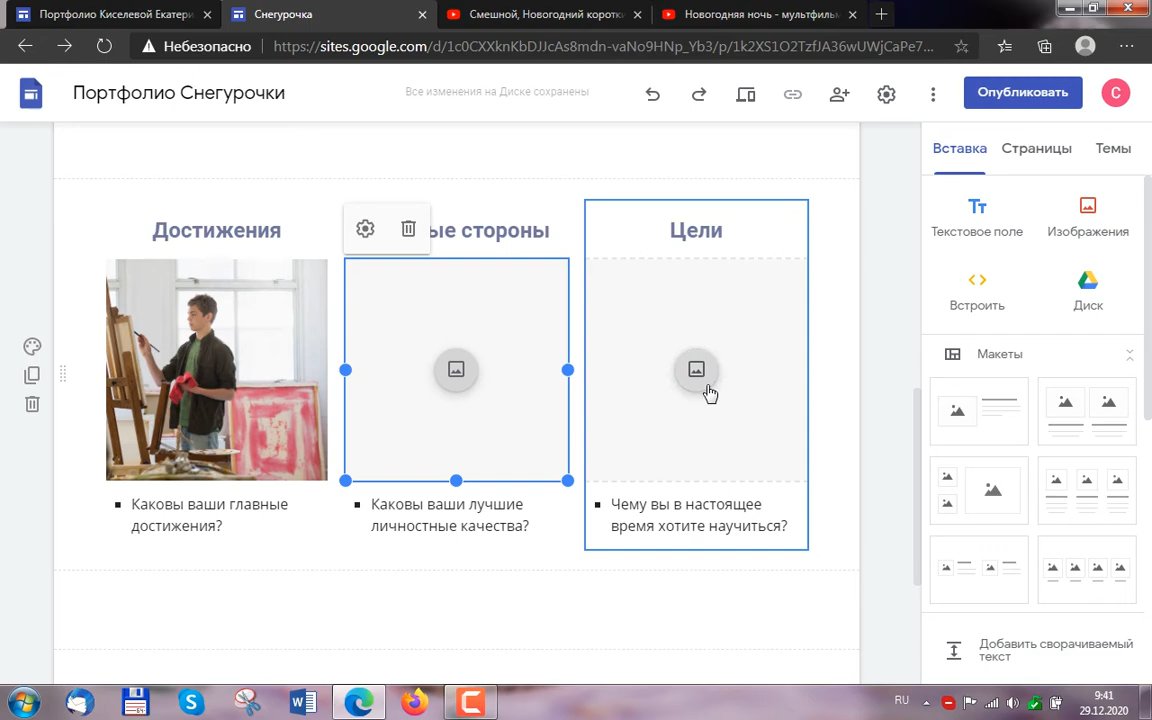 Портфолио Киселевой Екатери
Снегурочка
Смешной, Новогодний коротки
Новогодняя ночь - мультфиль
Небезопасно
https://sites.google.com/d/1c0CXXknKbDJJcAs8mdn-vaNo9HNp_Yb3/p/1k2XS1O2TzfJA36wUWjCaPe7...
Портфолио Снегурочки
Все изменения на Диске сохранены
Опубликовать
С
Вставка
Страницы
Темы
Достижения
ые стороны
Цели
Текстовое поле
Изображения
Встроить
Диск
Макеты
Каковы ваши главные
достижения?
Каковы ваши лучшие
личностные качества?
Чему вы в настоящее
время хотите научиться?
Добавить сворачиваемый
текст
RU
9:41
29.12.2020